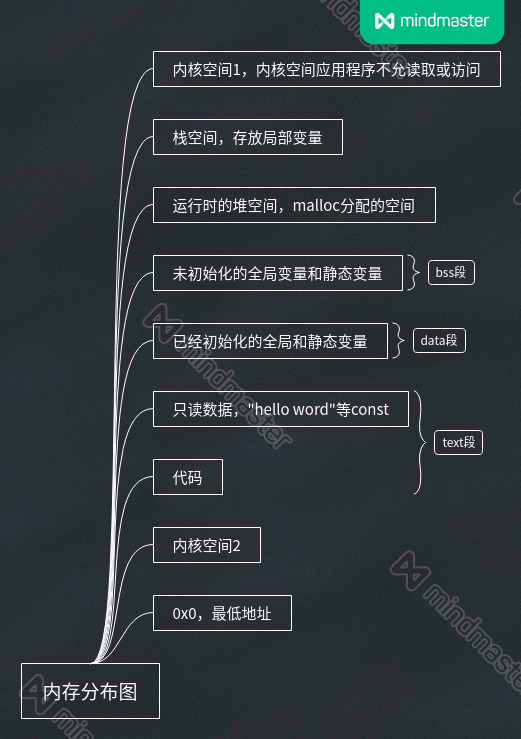 mindmaster
内核空间1，内核空间应用程序不允读取或访问
栈空间，存放局部变量
运行时的堆空间，malloc分配的空间
未初始化的全局变量和静态变量
bss段
已经初始化的全局和静态变量
data段
只读数据，"hello word"等const
text段
代码
内核空间2
0x0，最低地址
内存分布图
mindmaster
mindmaster